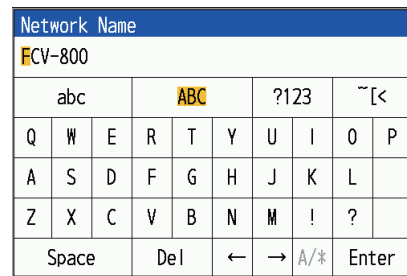 Network Name
FCV-800
abc ABC ?123 ~[<
Q W E R T Y U I O P
A S D F G H J K L
Z X C V B N M ! ?
Space Del ← → A/* Enter